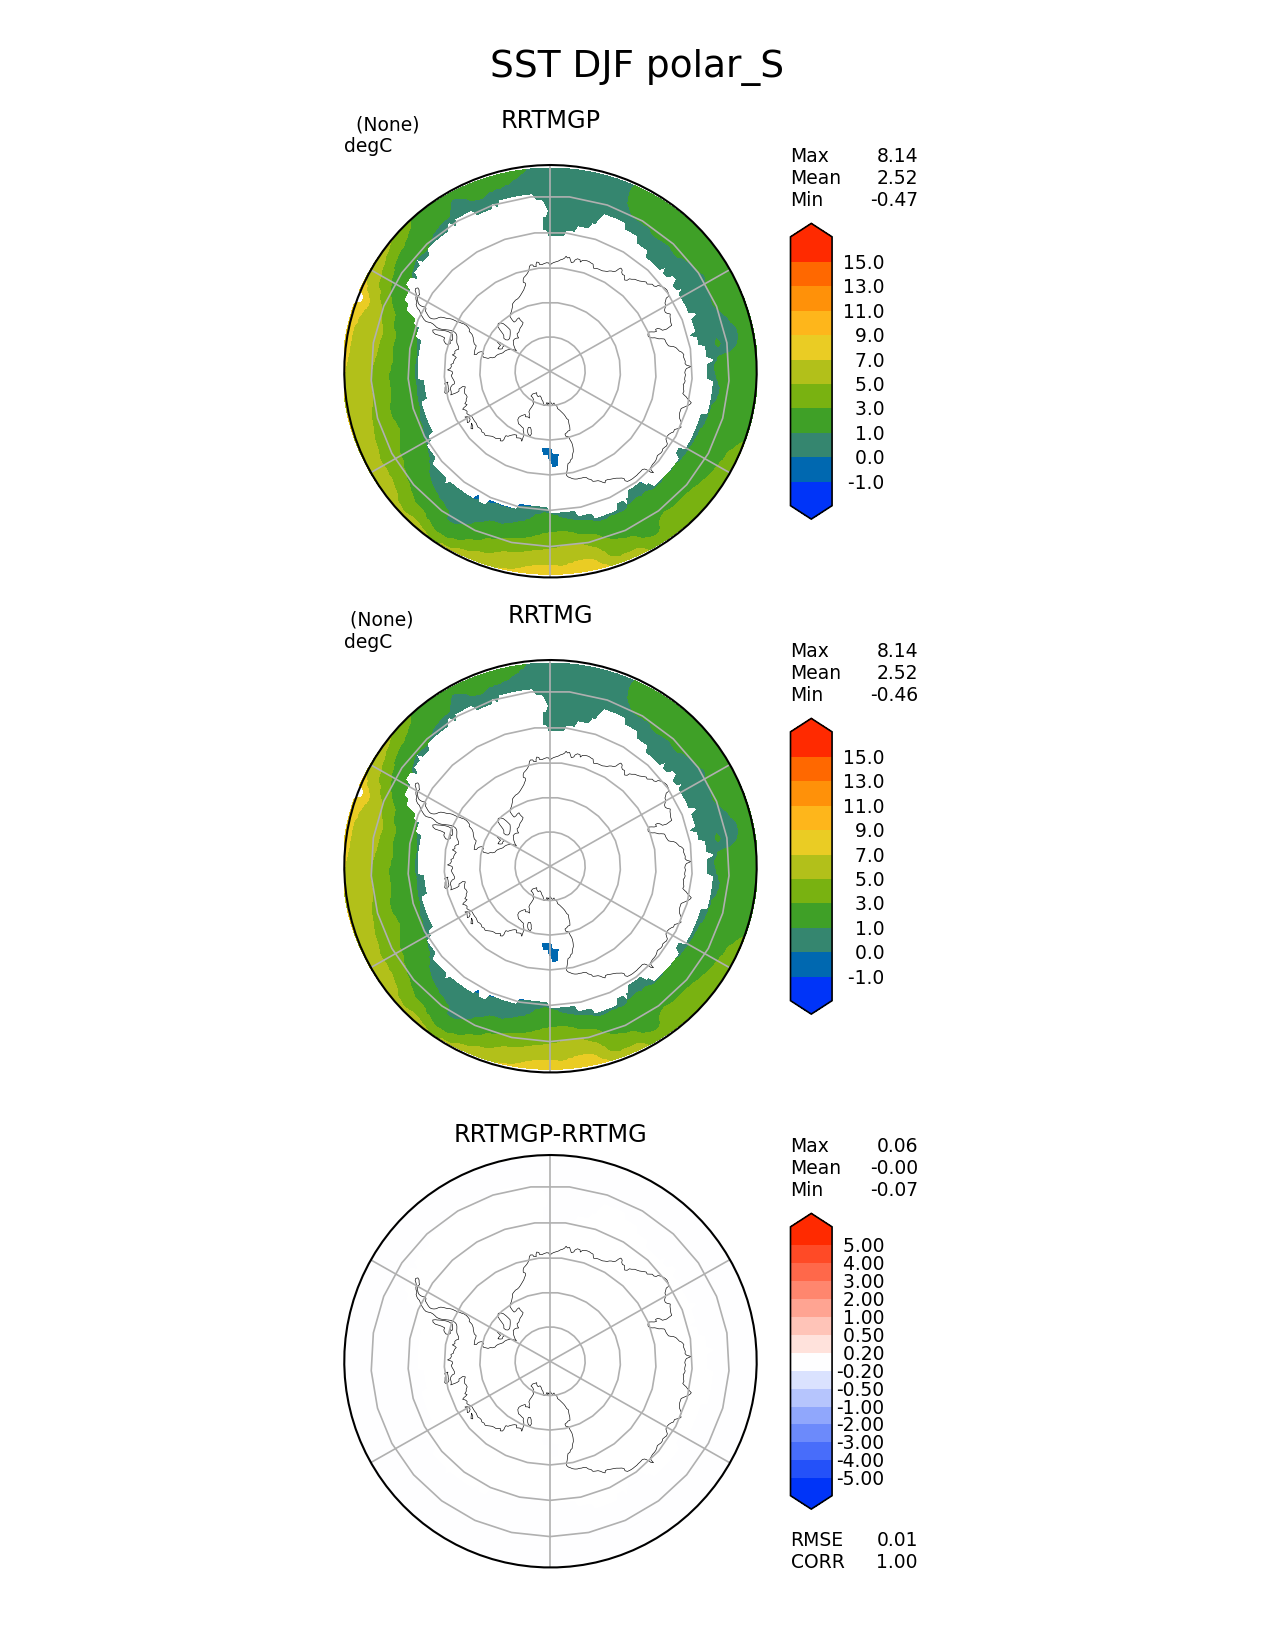 SST DJF polar_S
(None)
degC
RRTMGP
Max 8.14
Mean 2.52
Min -0.47
15.0
13.0
11.0
9.0
7.0
5.0
3.0
1.0
0.0
-1.0
(None)
degC
RRTMG
Max 8.14
Mean 2.52
Min -0.46
15.0
13.0
11.0
9.0
7.0
5.0
3.0
1.0
0.0
-1.0
RRTMGP-RRTMG
Max 0.06
Mean -0.00
Min -0.07
5.00
4.00
3.00
2.00
1.00
0.50
0.20
-0.20
-0.50
-1.00
-2.00
-3.00
-4.00
-5.00
RMSE 0.01
CORR 1.00